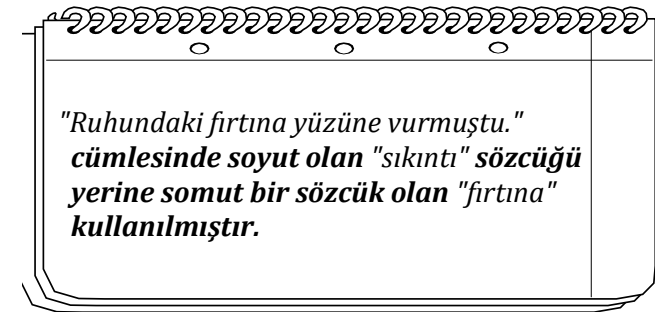 "Ruhundaki fırtına yüzüne vurmuştu."
cümlesinde soyut olan "sıkıntı" sözcüğü
yerine somut bir sözcük olan "fırtına"
kullanılmıştır.